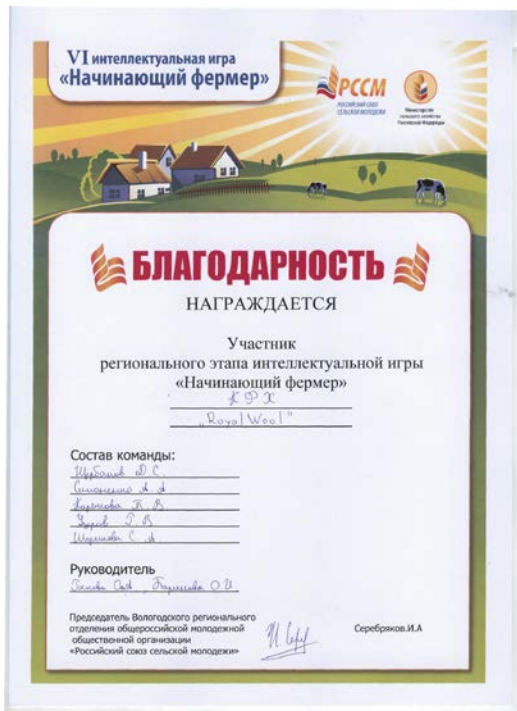 VI интеллектуальная игра
«Начинающий фермер»
РССМ
РОССИЙСКИЙ СОЮЗ
СЕЛЬСКОЙ МОЛОДЕЖИ
Министерство
сельского хозяйства
Российской Федерации
БЛАГОДАРНОСТЬ
НАГРАЖДАЕТСЯ
Участник
регионального этапа интеллектуальной игры
«Начинающий фермер»
КФХ
„Royal Wool"
Состав команды:
Щербаков Д С.
Симоненко А. А
В.
В.
С. А
Руководитель
О.И
Председатель Вологодского регионального
отделения общероссийской молодежной
общественной организации
«Российский союз сельской молодежи»
Серебряков.И.А